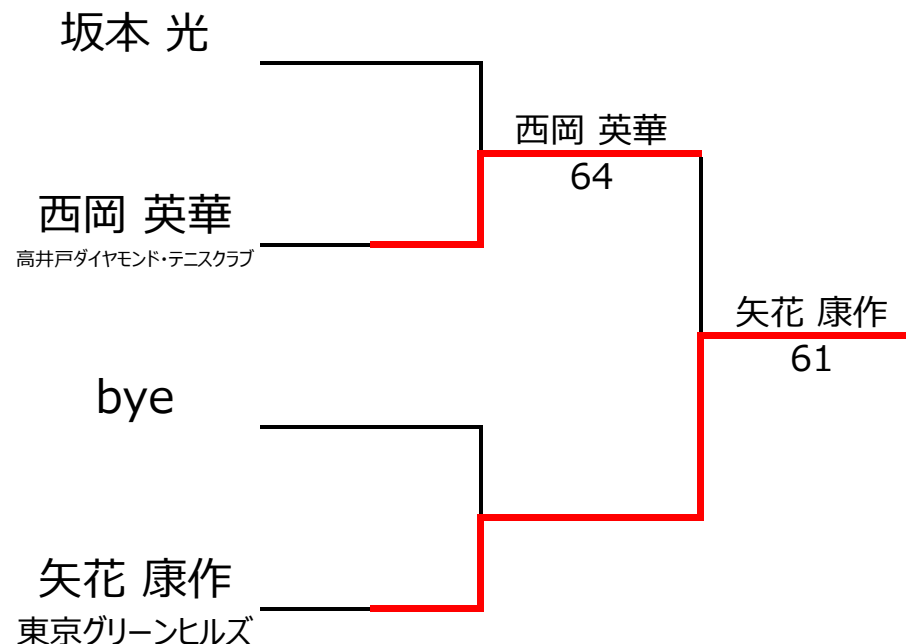 坂本 光
西岡 英華
64
西岡 英華
高井戸ダイヤモンド・テニスクラブ
矢花 康作
61
bye
矢花 康作
東京グリーンヒルズ